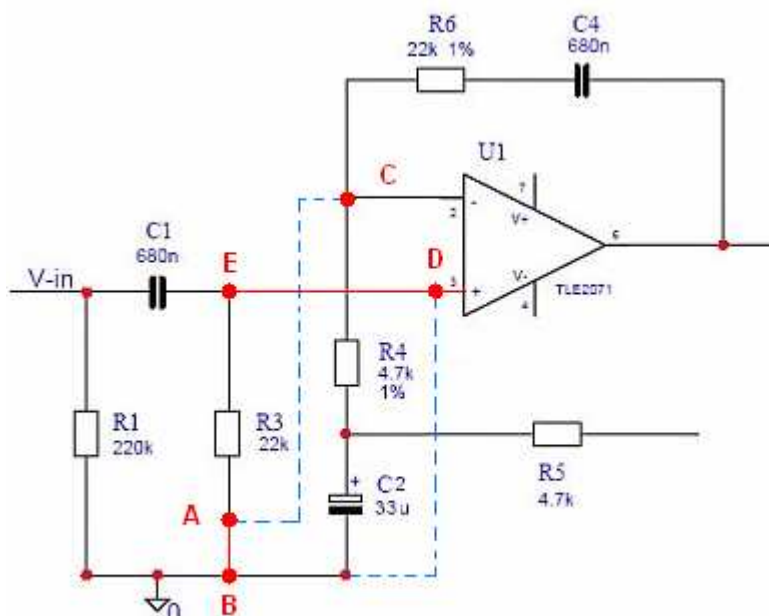 R6
22k 1%
C4
680n
U1
C
2
-
7
V+
6
C1
680n
E
D
V-in
3
+
V-
4
TLE2071
R4
4.7k
1%
R1
220k
R3
22k
R5
4.7k
+
C2
33u
A
B
0